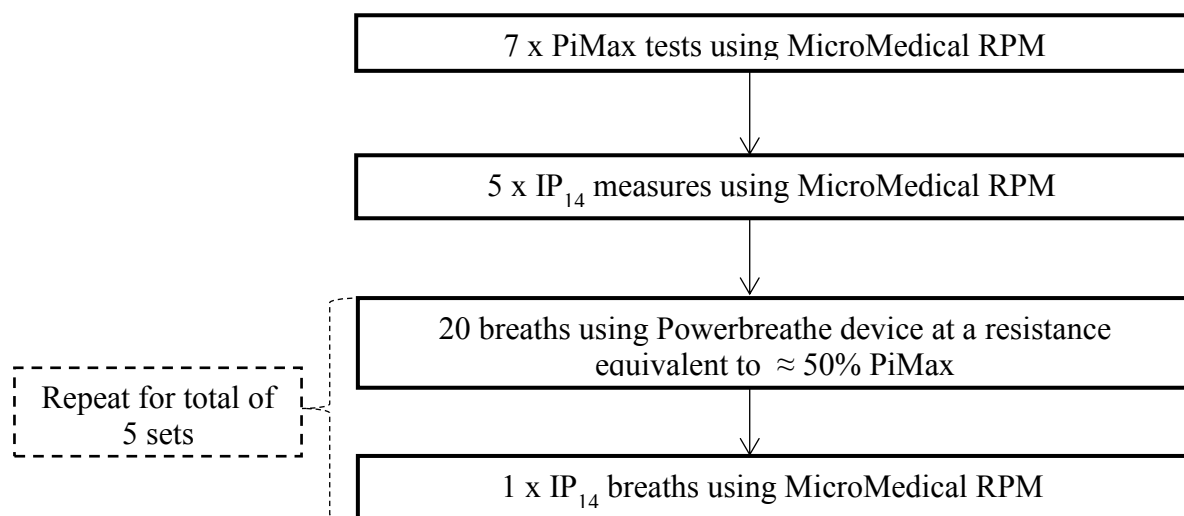 7 x PiMax tests using MicroMedical RPM
5 x IP₁₄ measures using MicroMedical RPM
20 breaths using Powerbreathe device at a resistance
equivalent to ≈ 50% PiMax
Repeat for total of
5 sets
1 x IP₁₄ breaths using MicroMedical RPM